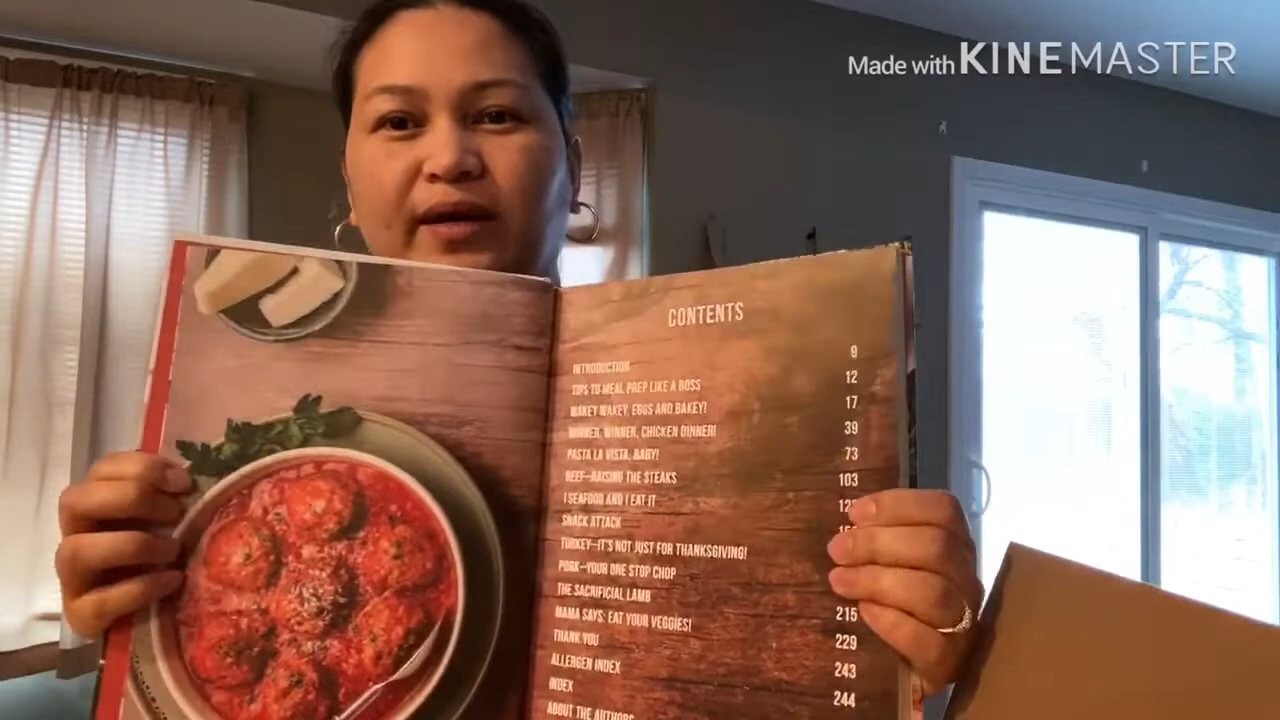 Made with KINEMASTER
CONTENTS
INTRODUCTION 9
TIPS TO MEAL PREP LIKE A BOSS 12
WAKEY WAKEY, EGGS AND BAKEY! 17
WINNER, WINNER, CHICKEN DINNER! 39
PASTA LA VISTA, BABY! 73
BEEF—RAISING THE STEAKS 103
I SEAFOOD AND I EAT IT
SNACK ATTACK
TURKEY—IT'S NOT JUST FOR THANKSGIVING!
PORK—YOUR ONE STOP CHOP
THE SACRIFICIAL LAMB
MAMA SAYS: EAT YOUR VEGGIES! 215
THANK YOU 229
ALLERGEN INDEX 243
INDEX 244
ABOUT THE AUTHORS